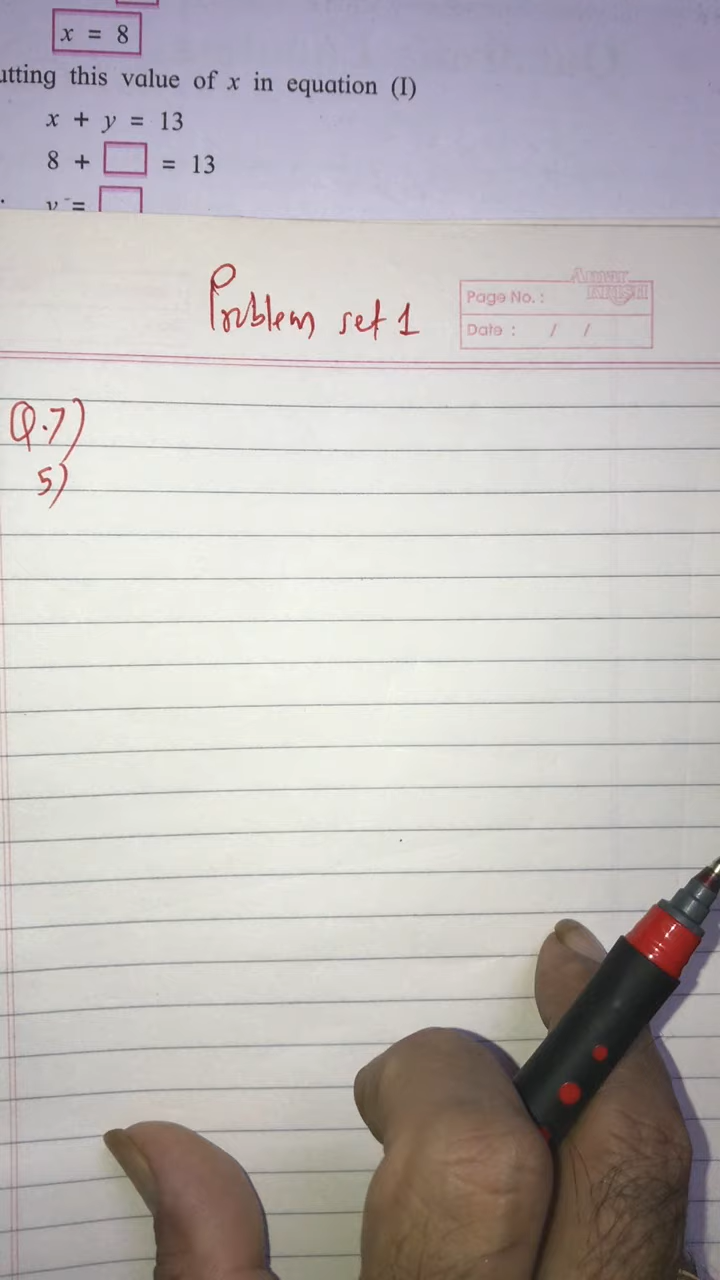 x = 8
utting this value of x in equation (I)
x + y = 13
8 + = 13
y =
Problem set 1
Page No. :
Date : / /
Q.7)
5)